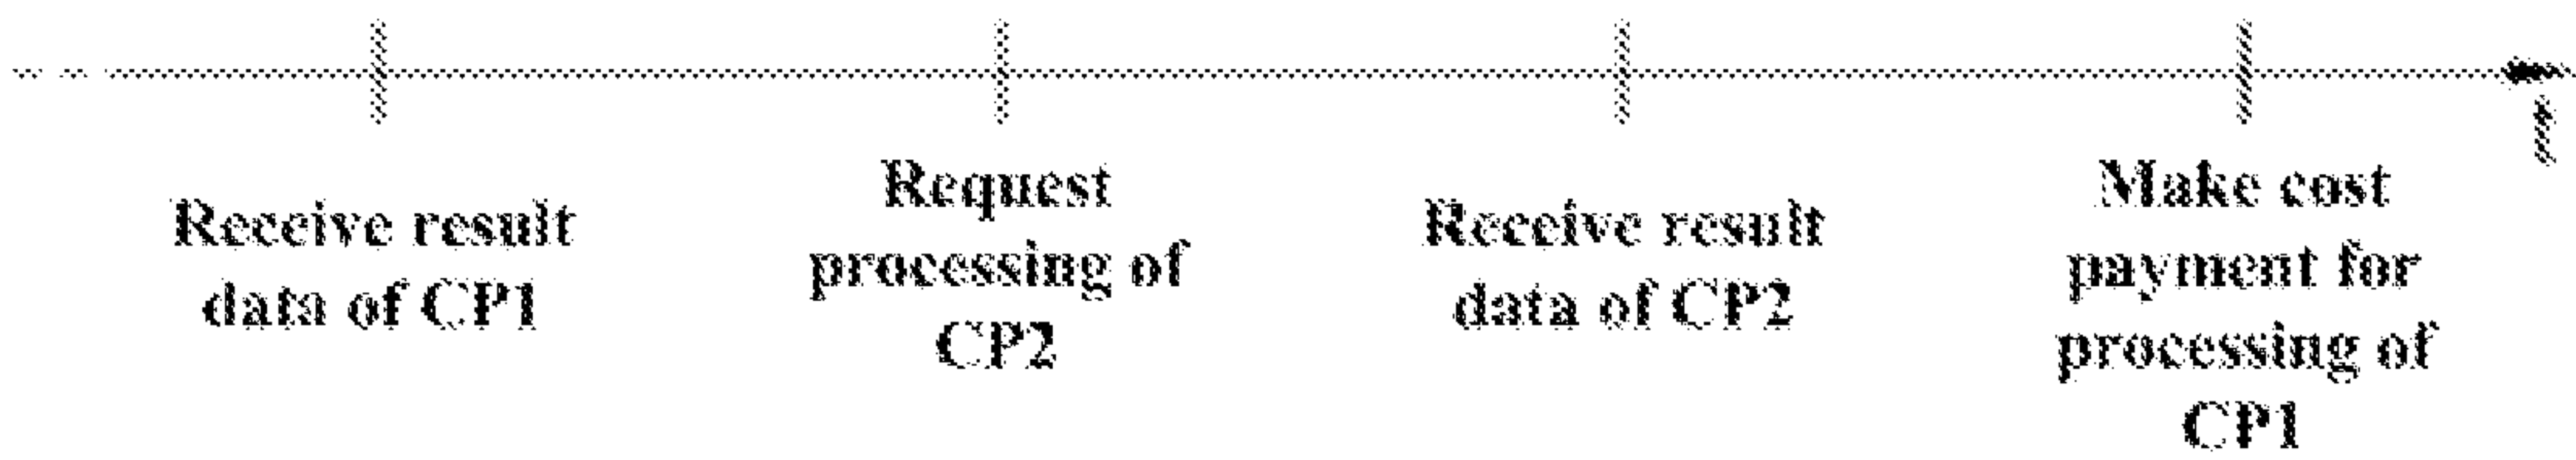 Receive result
data of CP1
Request
processing of
CP2
Receive result
data of CP2
Make cost
payment for
processing of
CP1
t